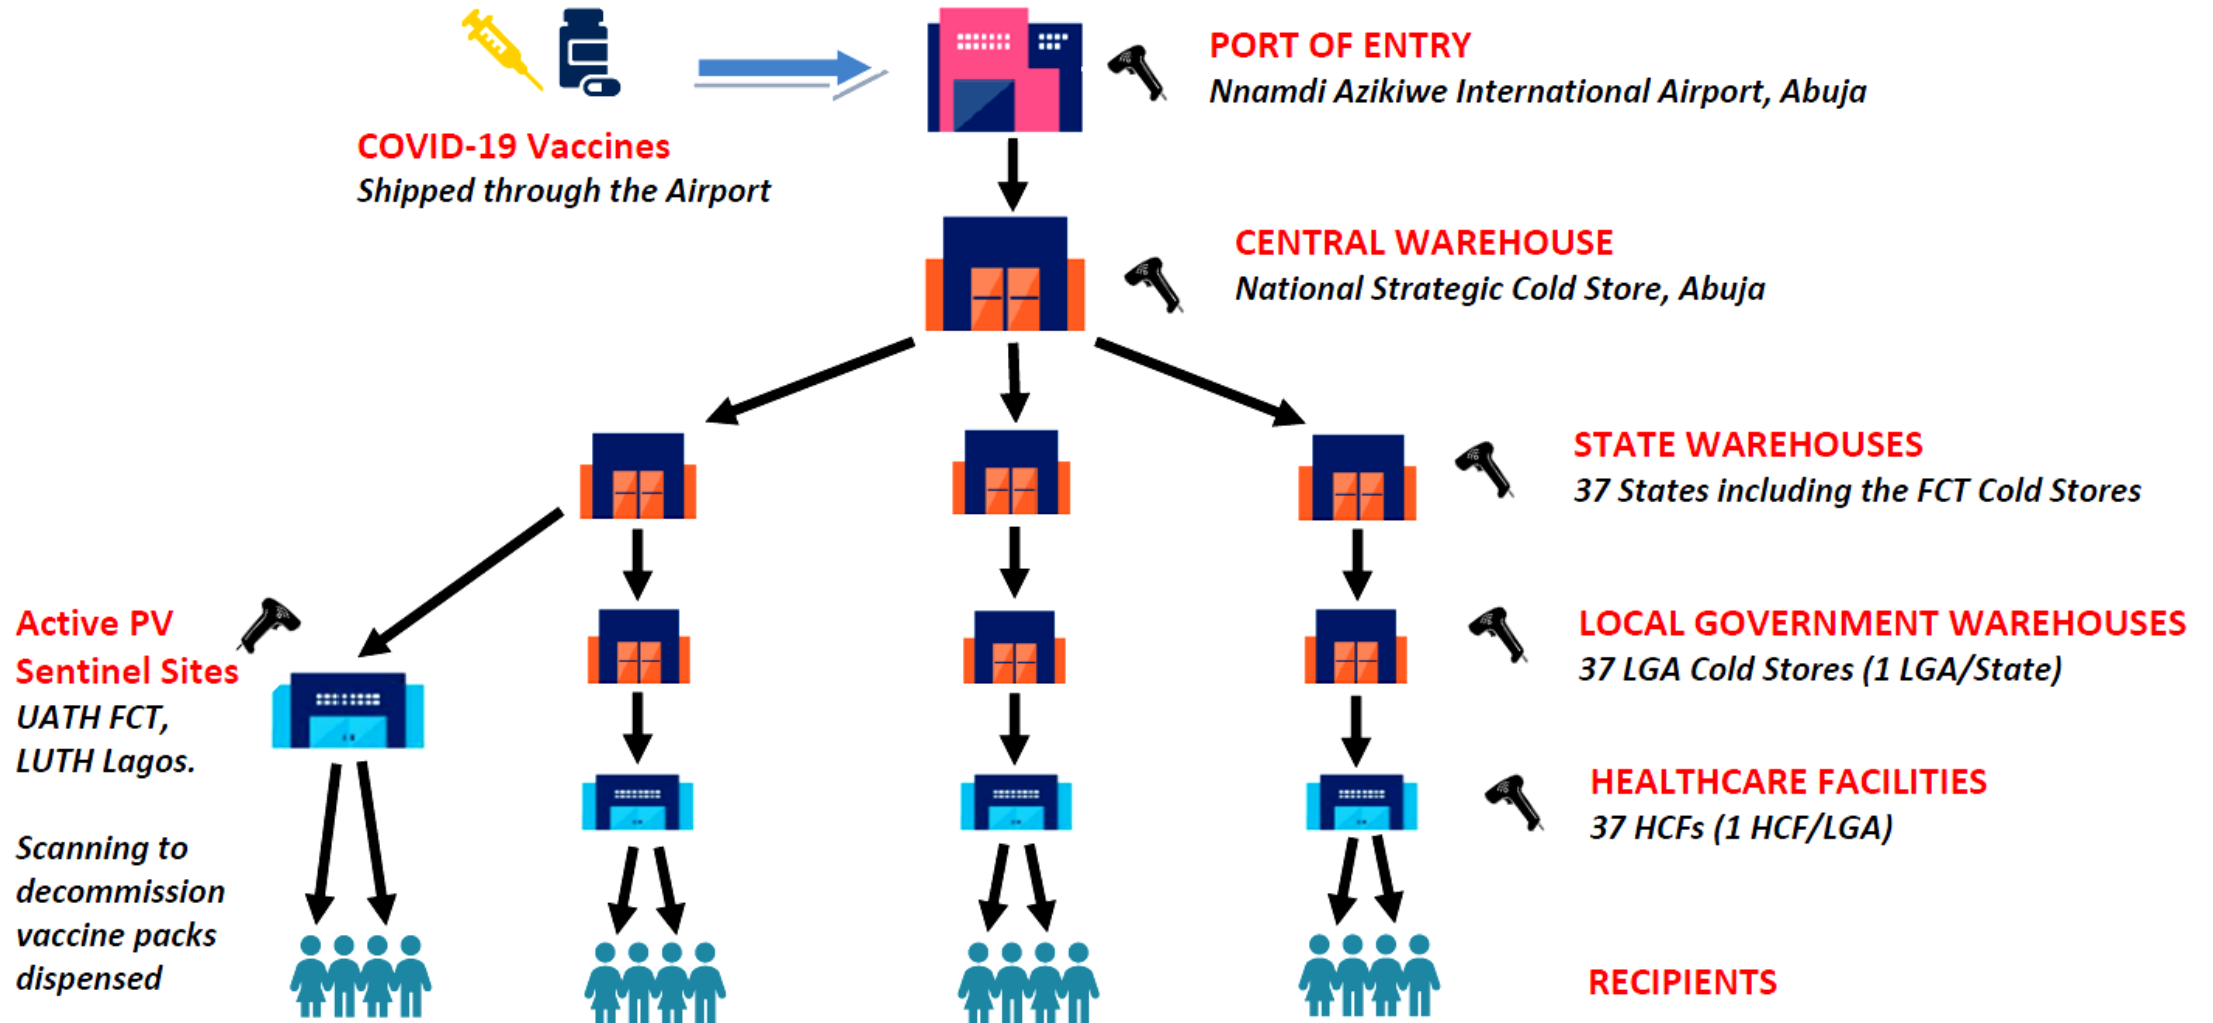 PORT OF ENTRY
Nnamdi Azikiwe International Airport, Abuja
COVID-19 Vaccines
Shipped through the Airport
CENTRAL WAREHOUSE
National Strategic Cold Store, Abuja
STATE WAREHOUSES
37 States including the FCT Cold Stores
Active PV
Sentinel Sites
UATH FCT,
LUTH Lagos.
LOCAL GOVERNMENT WAREHOUSES
37 LGA Cold Stores (1 LGA/State)
HEALTHCARE FACILITIES
37 HCFs (1 HCF/LGA)
Scanning to
decommission
vaccine packs
dispensed
RECIPIENTS